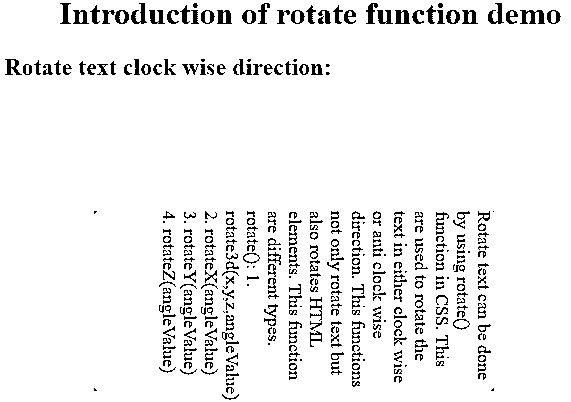 Introduction of rotate function demo
Rotate text clock wise direction:
Rotate text can be done
by using rotate()
function in CSS. This
are used to rotate the
text in either clock wise
or anti clock wise
direction. This functions
not only rotate text but
also rotates HTML
elements. This function
are different types.
rotate(): 1.
rotate3d(x,y,z,angleValue)
2. rotateX(angleValue)
3. rotateY(angleValue)
4. rotateZ(angleValue)